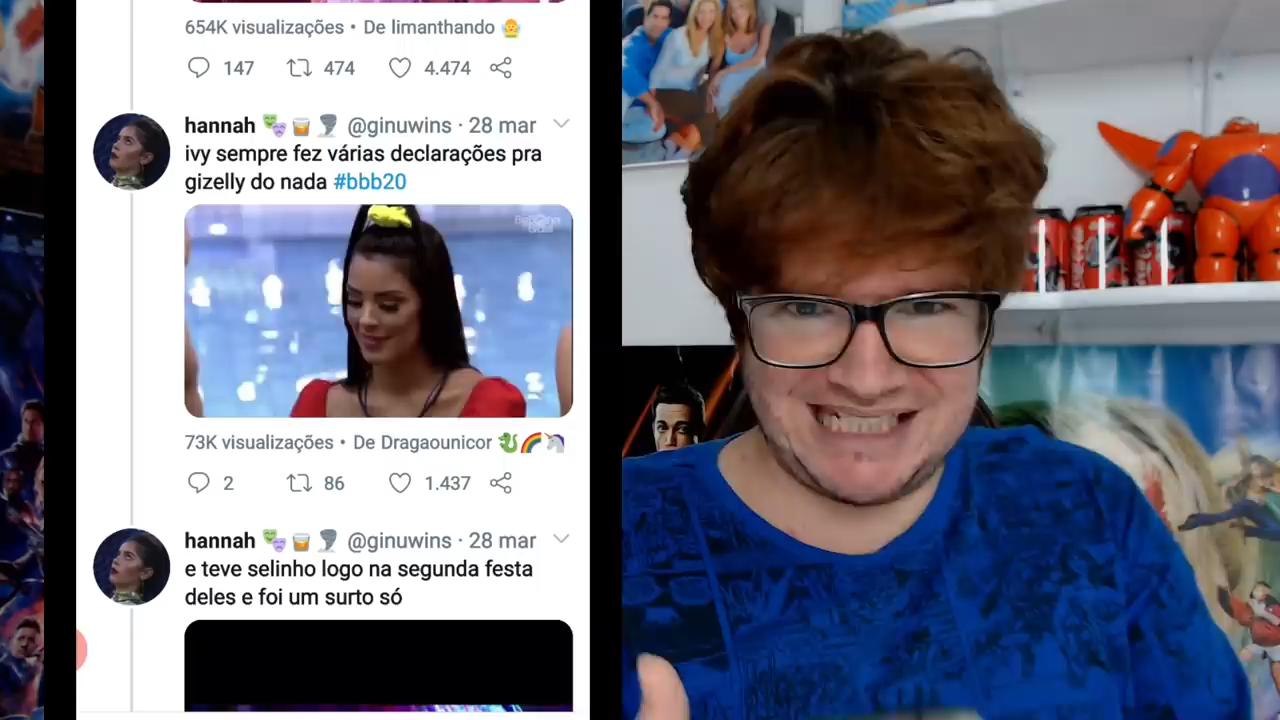 654K visualizações • De limanthando
147 474 4.474
hannah @ginuwins · 28 mar
ivy sempre fez várias declarações pra
gizelly do nada #bbb20
73K visualizações • De Dragaounicor
2 86 1.437
hannah @ginuwins · 28 mar
e teve selinho logo na segunda festa
deles e foi um surto só